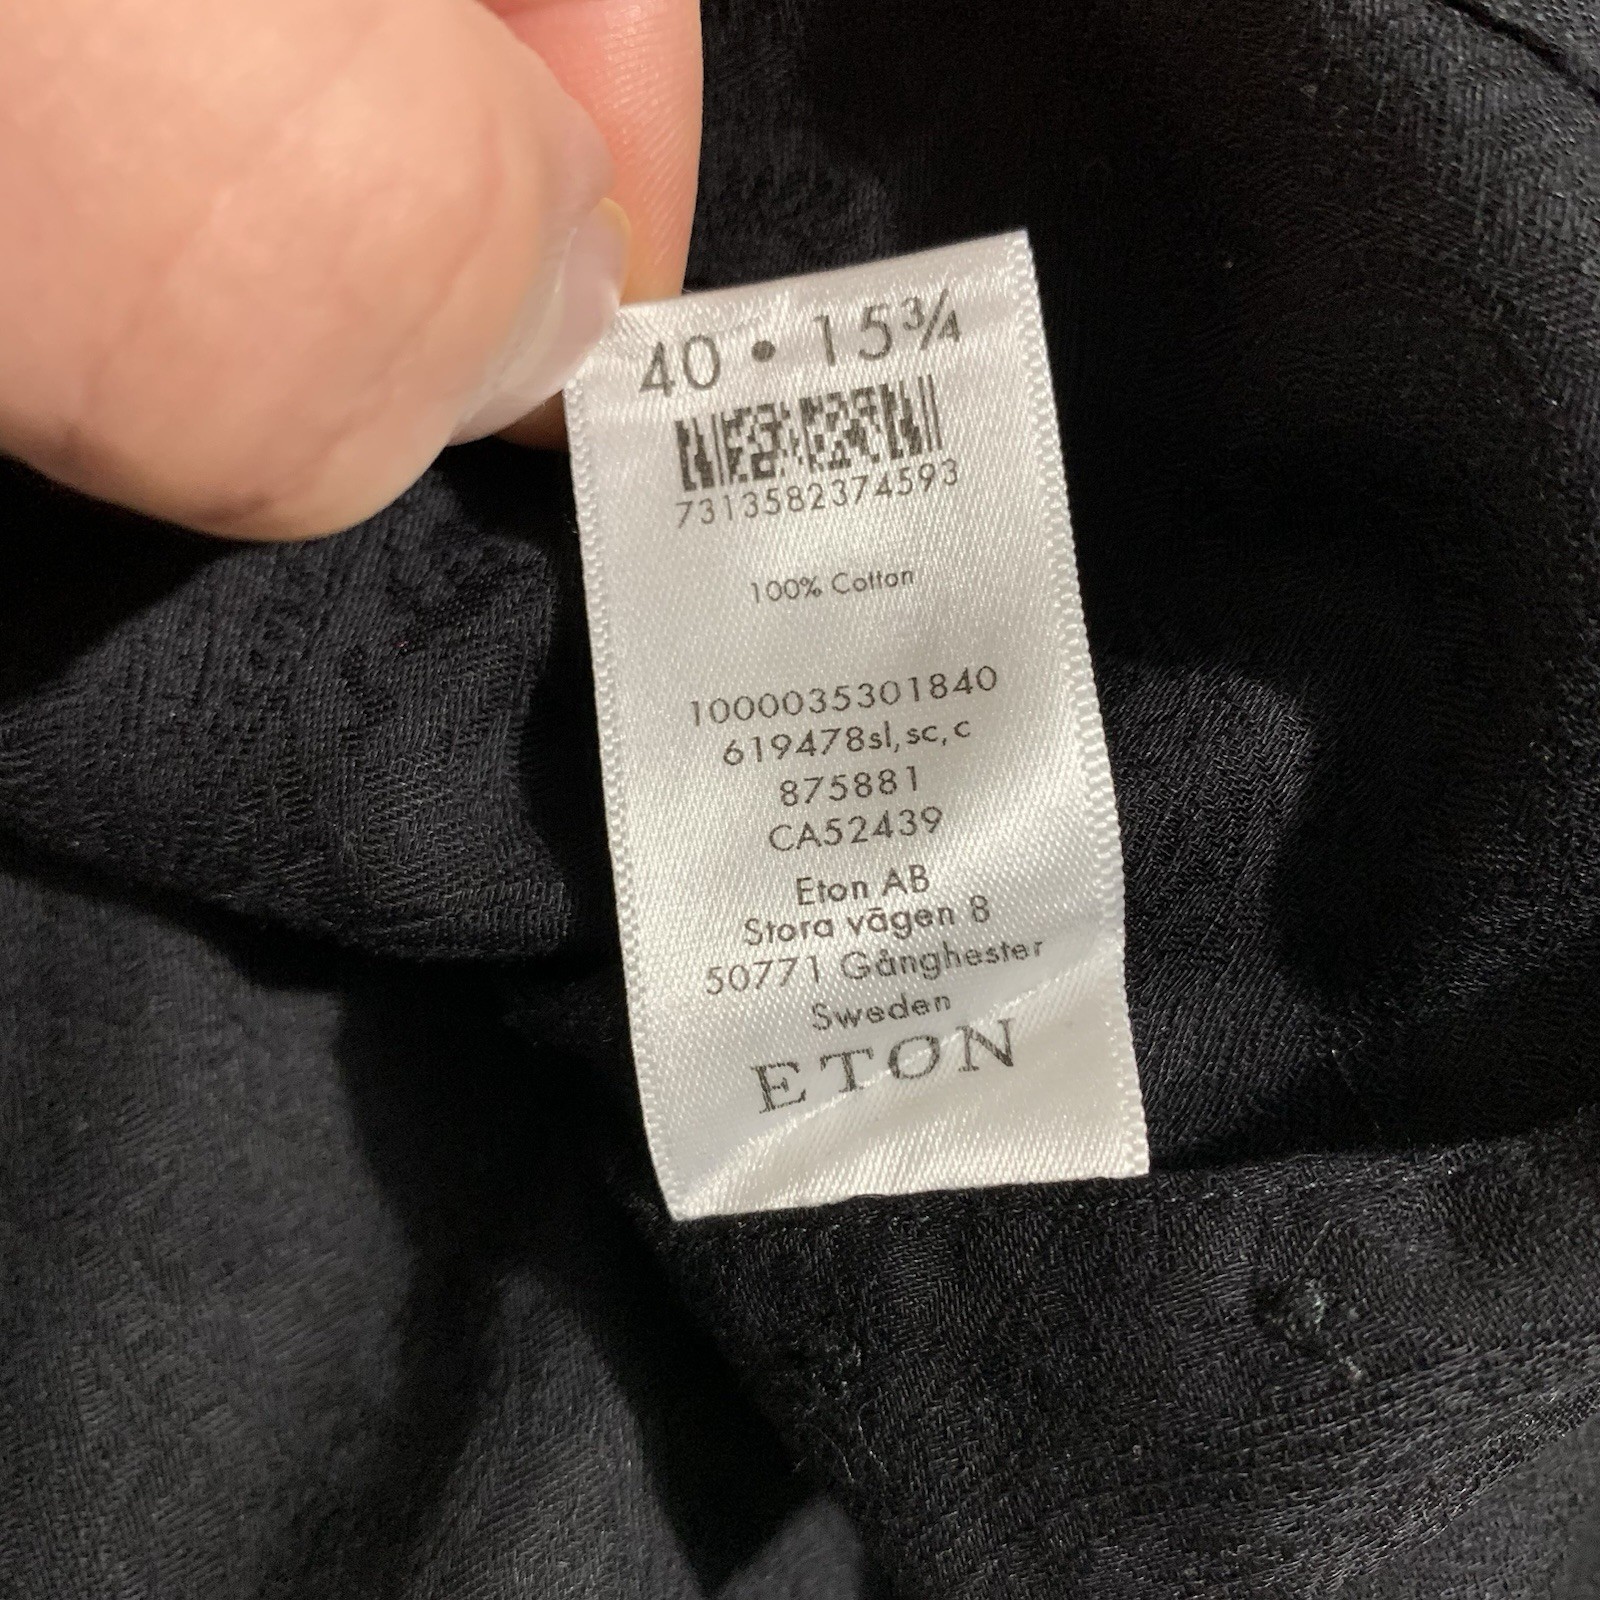 40 • 15¾
7313582374593
100% Cotton
1000035301840
619478sl, sc, c
875881
CA52439
Eton AB
Stora vägen 8
50771 Gånghester
Sweden
ETON